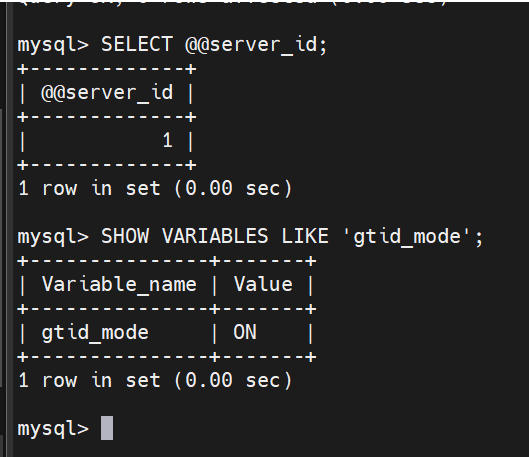 mysql> SELECT @@server_id;
+-------------+
| @@server_id |
+-------------+
|           1 |
+-------------+
1 row in set (0.00 sec)
mysql> SHOW VARIABLES LIKE 'gtid_mode';
+---------------+-------+
| Variable_name | Value |
+---------------+-------+
| gtid_mode     | ON    |
+---------------+-------+
1 row in set (0.00 sec)
mysql>